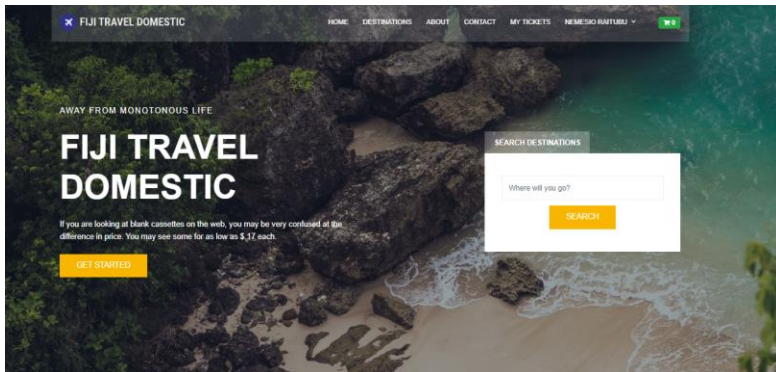 FIJI TRAVEL DOMESTIC
HOME DESTINATIONS ABOUT CONTACT MY TICKETS NEMESIO RAITUBU
0
AWAY FROM MONOTONOUS LIFE
FIJI TRAVEL
DOMESTIC
If you are looking at blank cassettes on the web, you may be very confused at the
difference in price. You may see some for as low as $.17 each.
GET STARTED
SEARCH DESTINATIONS
Where will you go?
SEARCH